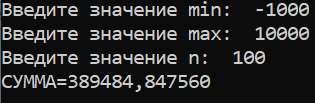 Введите значение min:  -1000
Введите значение max:  10000
Введите значение n:  100
СУММА=389484,847560